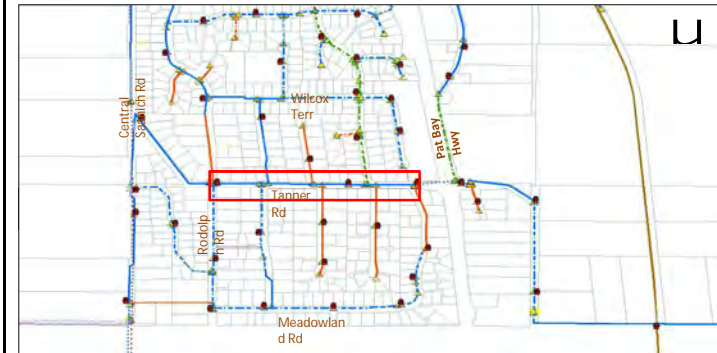 Wilcox
Terr
Central
Saanich Rd
Pat Bay
Hwy
Tanner
Rd
Rodolp
h Rd
Meadowlan
d Rd